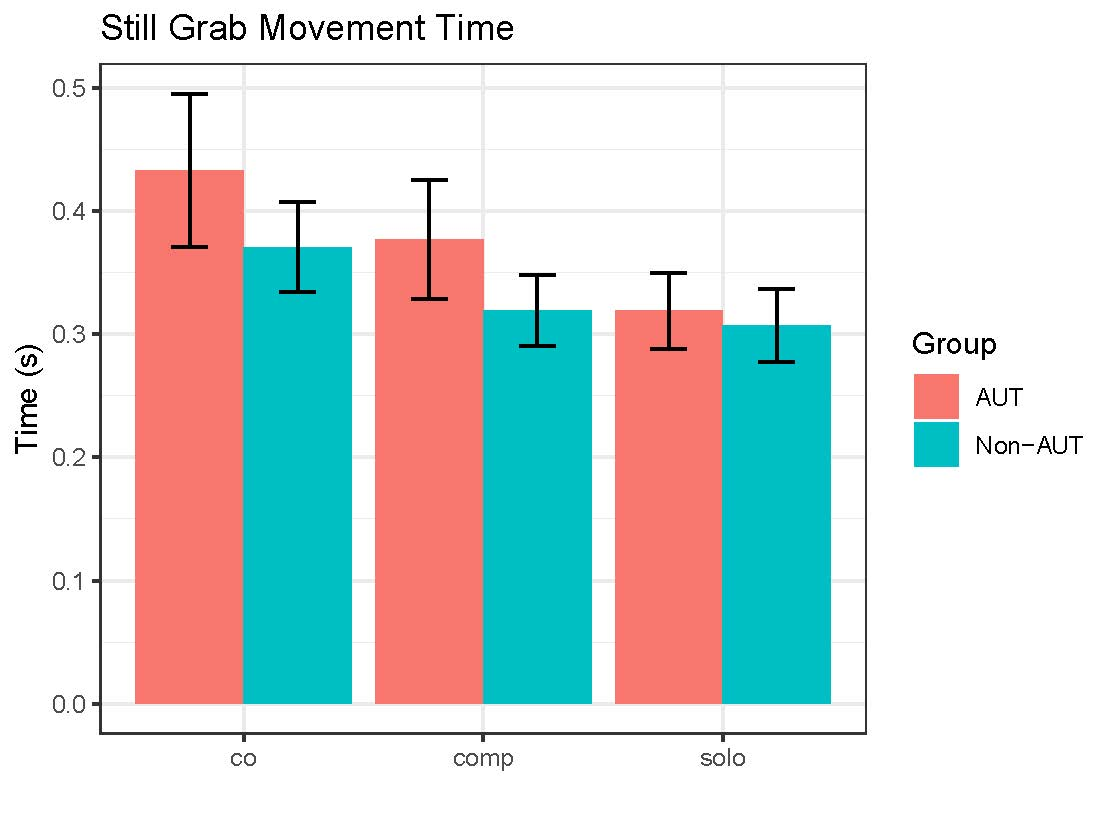 Still Grab Movement Time
0.5
0.4
0.3
0.2
0.1
0.0
Time (s)
co comp solo
Group
AUT
Non-AUT